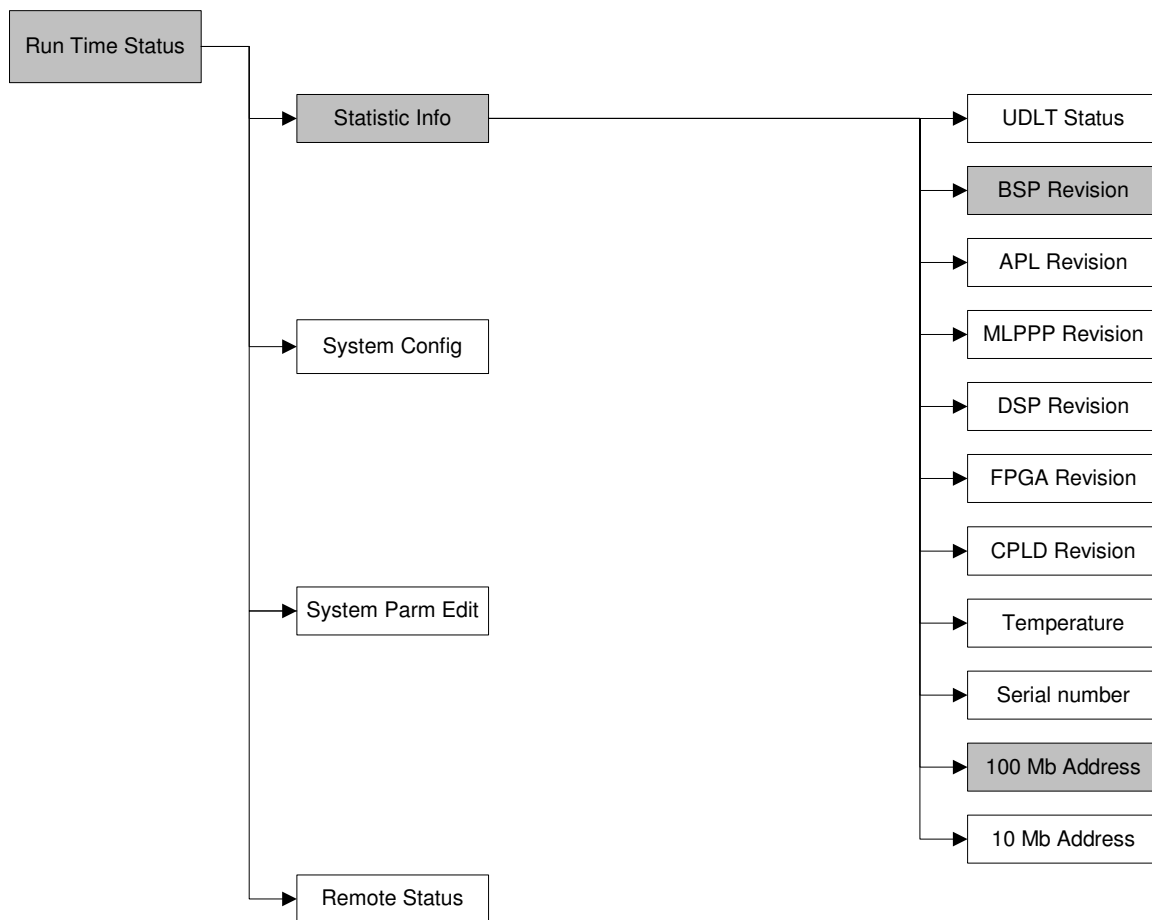 Run Time Status
Statistic Info
UDLT Status
BSP Revision
APL Revision
System Config
MLPPP Revision
DSP Revision
FPGA Revision
CPLD Revision
System Parm Edit
Temperature
Serial number
100 Mb Address
10 Mb Address
Remote Status